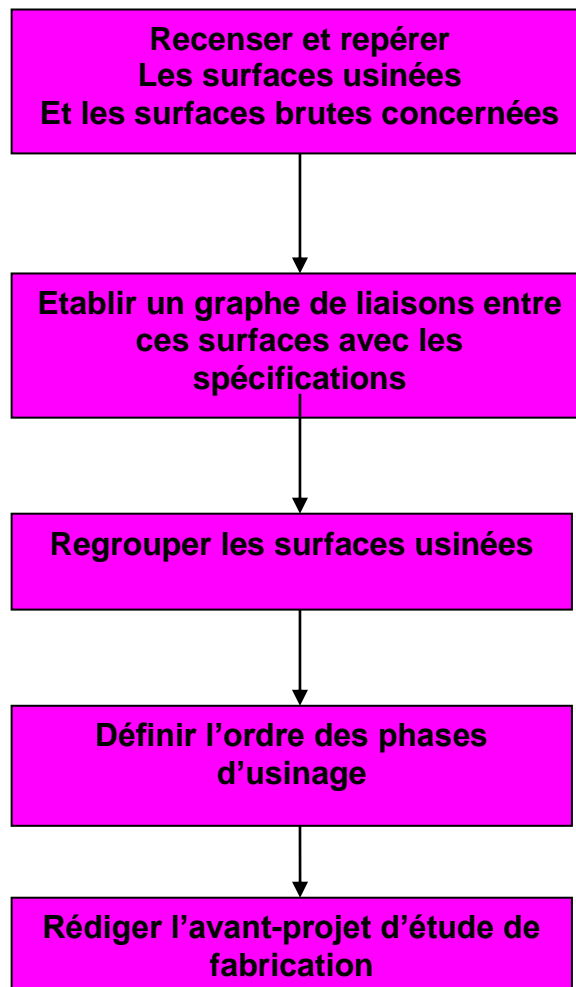 Recenser et repérer
Les surfaces usinées
Et les surfaces brutes concernées
Etablir un graphe de liaisons entre
ces surfaces avec les
spécifications
Regrouper les surfaces usinées
Définir l’ordre des phases
d’usinage
Rédiger l’avant-projet d’étude de
fabrication